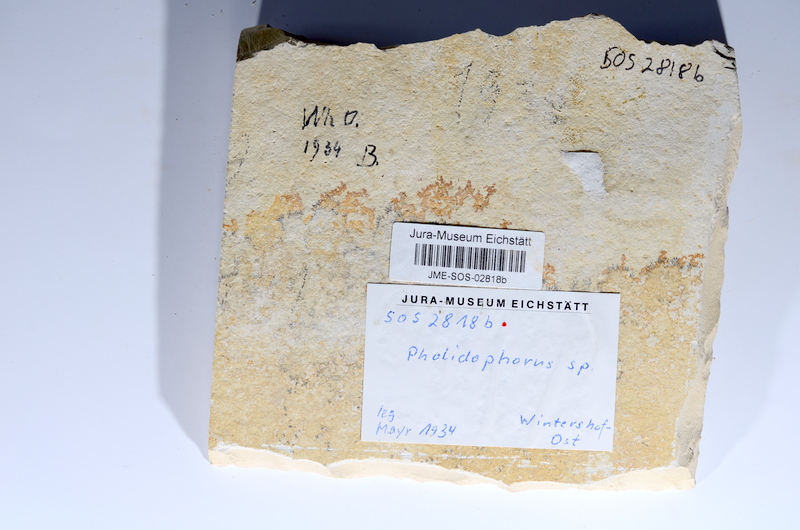 SOS 2818b
Wh O.
1934 B.
Jura-Museum Eichstätt
JME-SOS-02818b
JURA-MUSEUM EICHSTÄTT
SOS 2818b
Pholidophorus sp.
leg
Mayr 1934
Wintershof-
Ost